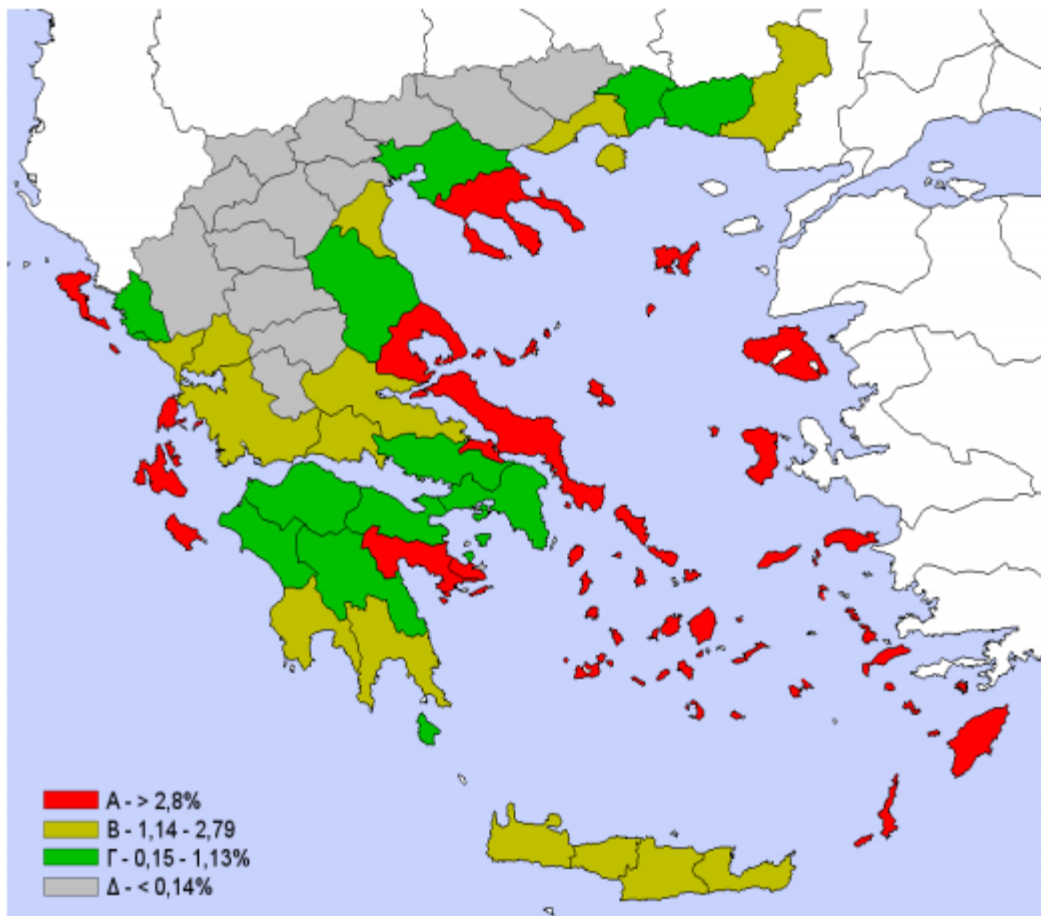 Α - > 2,8%
Β - 1,14 - 2,79
Γ - 0,15 - 1,13%
Δ - < 0,14%